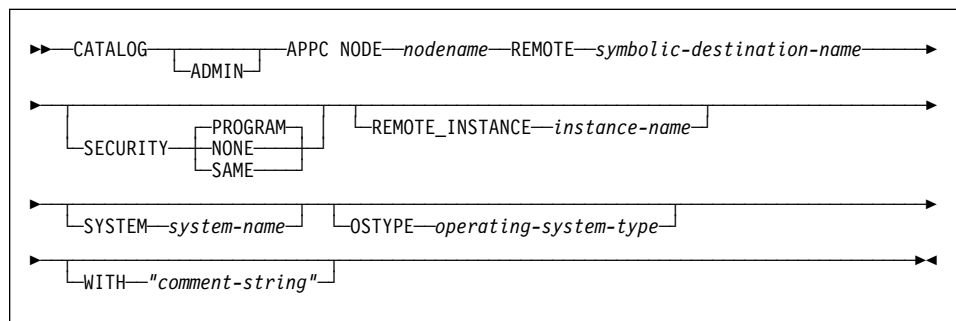 CATALOG APPC NODE nodename REMOTE symbolic-destination-name
ADMIN
PROGRAM REMOTE_INSTANCE instance-name
SECURITY NONE
SAME
SYSTEM system-name OSTYPE operating-system-type
WITH "comment-string"